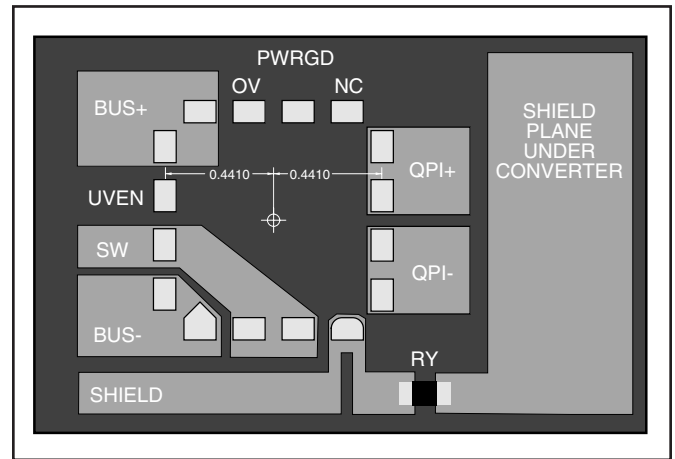 PWRGD
OV NC
BUS+
SHIELD
PLANE
UNDER
CONVERTER
QPI+
0.4410 0.4410
UVEN
SW
QPI-
BUS-
RY
SHIELD